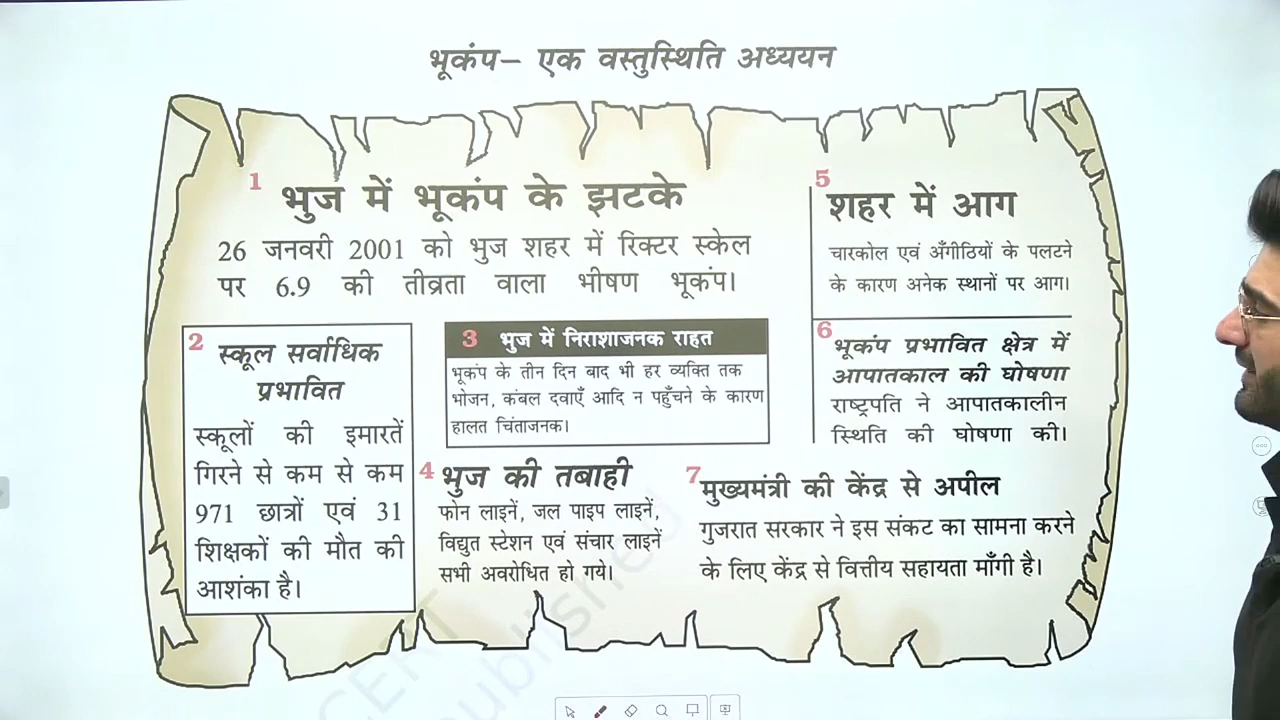 भूकंप– एक वस्तुस्थिति अध्ययन
1
भुज में भूकंप के झटके
26 जनवरी 2001 को भुज शहर में रिक्टर स्केल
पर 6.9 की तीव्रता वाला भीषण भूकंप।
2
स्कूल सर्वाधिक
प्रभावित
स्कूलों की इमारतें
गिरने से कम से कम
971 छात्रों एवं 31
शिक्षकों की मौत की
आशंका है।
3 भुज में निराशाजनक राहत
भूकंप के तीन दिन बाद भी हर व्यक्ति तक
भोजन, कंबल दवाएँ आदि न पहुँचने के कारण
हालत चिंताजनक।
4 भुज की तबाही
फोन लाइनें, जल पाइप लाइनें,
विद्युत स्टेशन एवं संचार लाइनें
सभी अवरोधित हो गये।
5
शहर में आग
चारकोल एवं अँगीठियों के पलटने
के कारण अनेक स्थानों पर आग।
6
भूकंप प्रभावित क्षेत्र में
आपातकाल की घोषणा
राष्ट्रपति ने आपातकालीन
स्थिति की घोषणा की।
7
मुख्यमंत्री की केंद्र से अपील
गुजरात सरकार ने इस संकट का सामना करने
के लिए केंद्र से वित्तीय सहायता माँगी है।
CERT
ublished